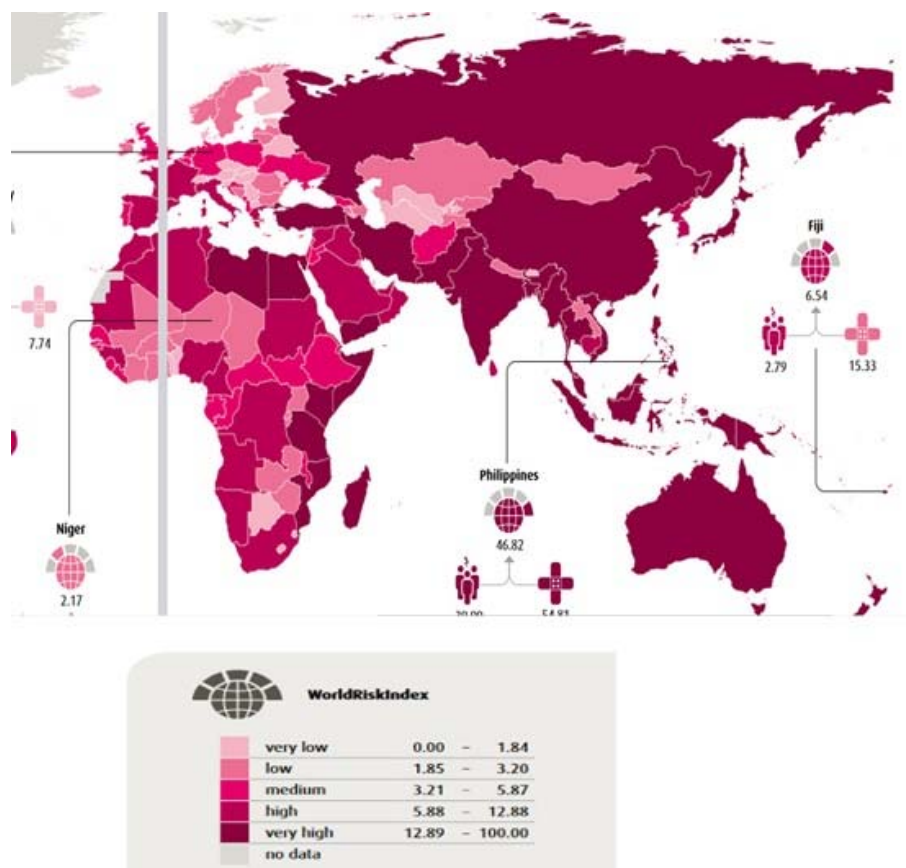 7.74
Fiji
6.54
2.79
15.33
Philippines
46.82
Niger
2.17
WorldRiskIndex
very low 0.00 – 1.84
low 1.85 – 3.20
medium 3.21 – 5.87
high 5.88 – 12.88
very high 12.89 – 100.00
no data